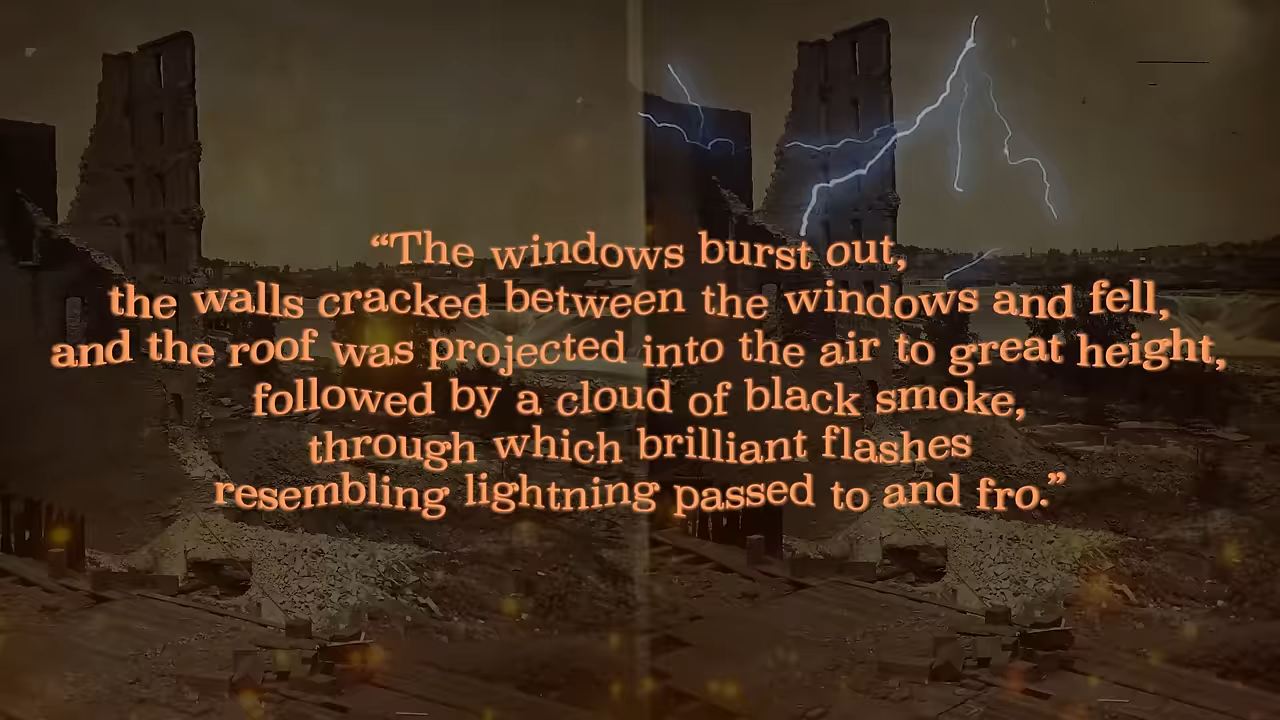 “The windows burst out,
the walls cracked between the windows and fell,
and the roof was projected into the air to great height,
followed by a cloud of black smoke,
through which brilliant flashes
resembling lightning passed to and fro.”